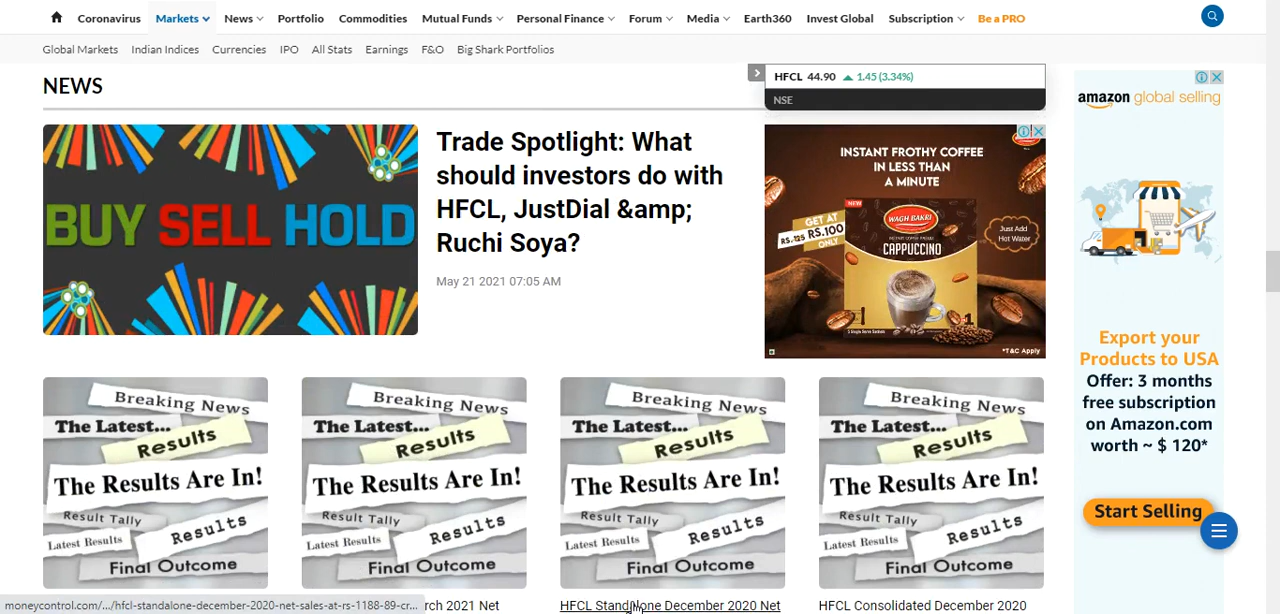 Coronavirus Markets News Portfolio Commodities Mutual Funds Personal Finance Forum Media Earth360 Invest Global Subscription Be a PRO
Global Markets Indian Indices Currencies IPO All Stats Earnings F&O Big Shark Portfolios
NEWS
HFCL 44.90 1.45 (3.34%)
NSE
BUY SELL HOLD
Trade Spotlight: What
should investors do with
HFCL, JustDial &amp;
Ruchi Soya?
May 21 2021 07:05 AM
INSTANT FROTHY COFFEE
IN LESS THAN
A MINUTE
NEW
GET AT
RS.125 RS.100
ONLY
WAGH BAKRI
CAPPUCCINO
Just Add
Hot Water
*T&C Apply
amazon global selling
Export your
Products to USA
Offer: 3 months
free subscription
on Amazon.com
worth ~ $ 120*
Start Selling
Breaking News
The Latest...
Results
The Results Are In!
Result Tally
Latest Results
Results
Final Outcome
Breaking News
The Latest...
Results
The Results Are In!
Result Tally
Latest Results
Results
Final Outcome
Breaking News
The Latest...
Results
The Results Are In!
Result Tally
Latest Results
Results
Final Outcome
Breaking News
The Latest...
Results
The Results Are In!
Result Tally
Latest Results
Results
Final Outcome
moneycontrol.com/.../hfcl-standalone-december-2020-net-sales-at-rs-1188-89-cr...
rch 2021 Net
HFCL Standalone December 2020 Net
HFCL Consolidated December 2020